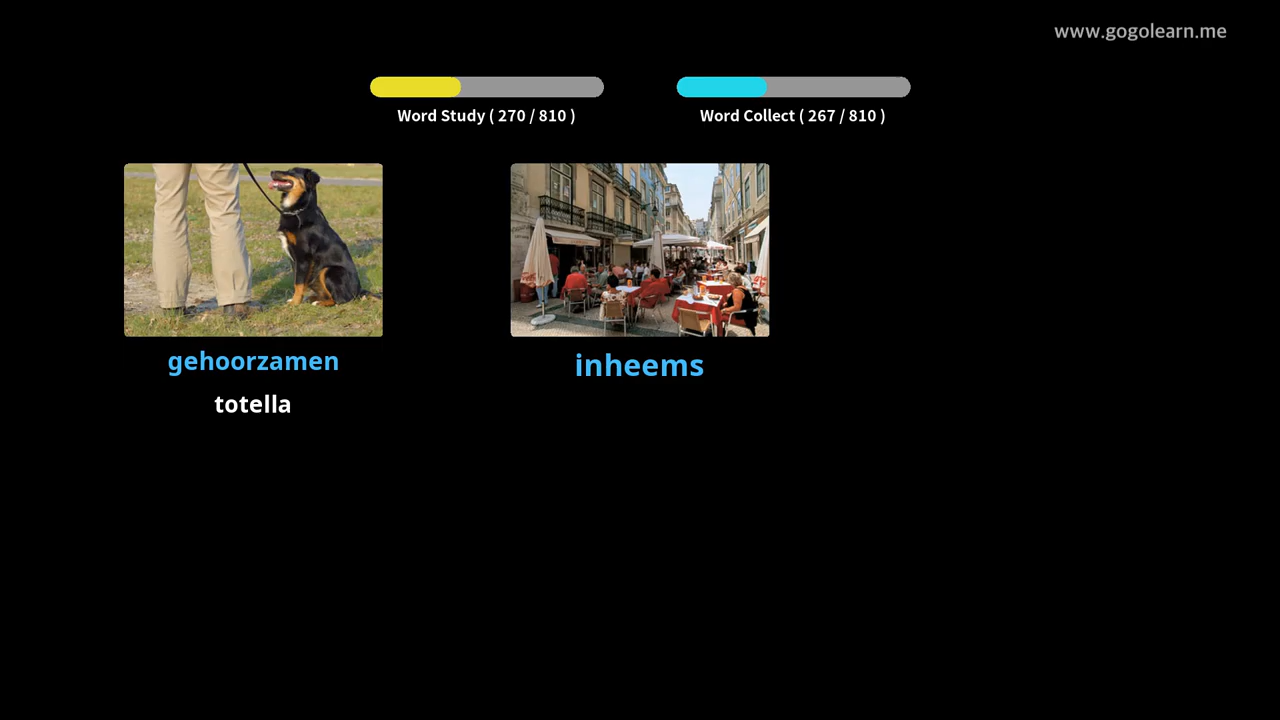 www.gogolearn.me
Word Study ( 270 / 810 )
Word Collect ( 267 / 810 )
gehoorzamen
totella
inheems